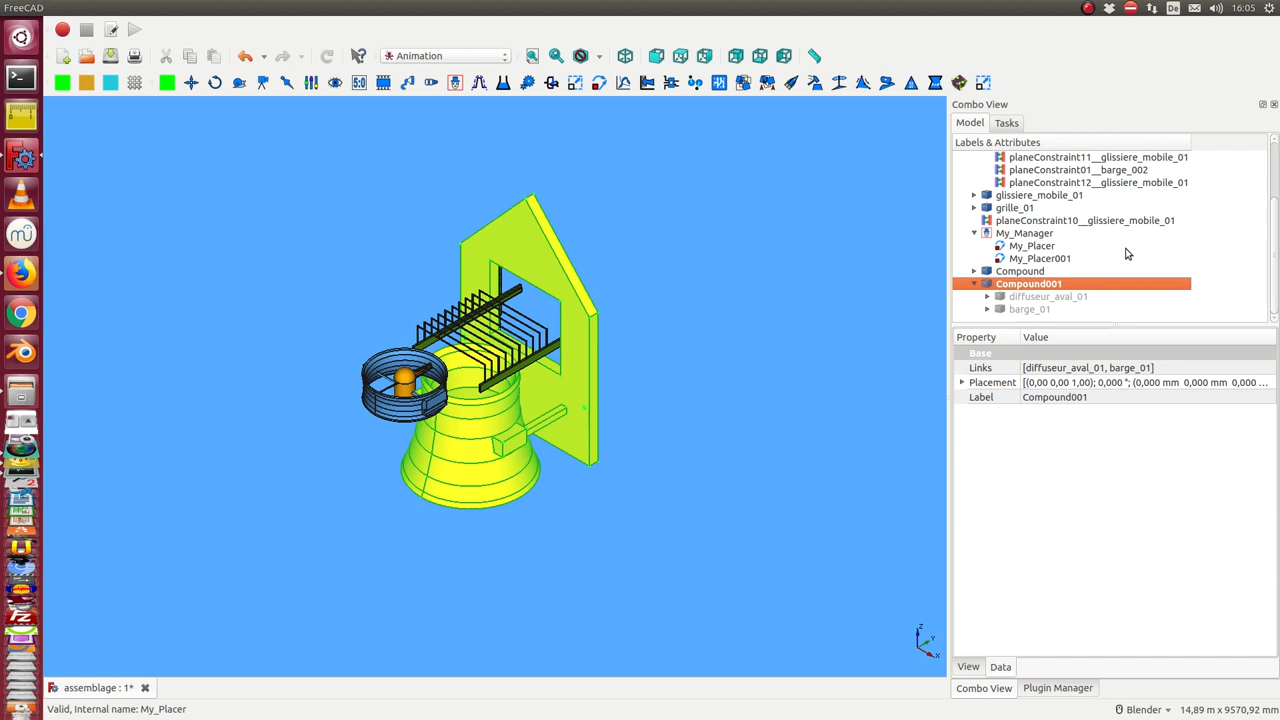 FreeCAD
De
16:05
Animation
5.0
Combo View
Model
Tasks
Labels & Attributes
planeConstraint11__glissiere_mobile_01
planeConstraint01__barge_002
planeConstraint12__glissiere_mobile_01
glissiere_mobile_01
grille_01
planeConstraint10__glissiere_mobile_01
My_Manager
My_Placer
My_Placer001
Compound
Compound001
diffuseur_aval_01
barge_01
Property Value
Base
Links [diffuseur_aval_01, barge_01]
Placement [(0,00 0,00 1,00); 0,000 °; (0,000 mm 0,000 mm 0,000 ...
Label Compound001
Z
Y
X
View
Data
assemblage : 1*
Combo View
Plugin Manager
Valid, Internal name: My_Placer
Blender
14,89 m x 9570,92 mm